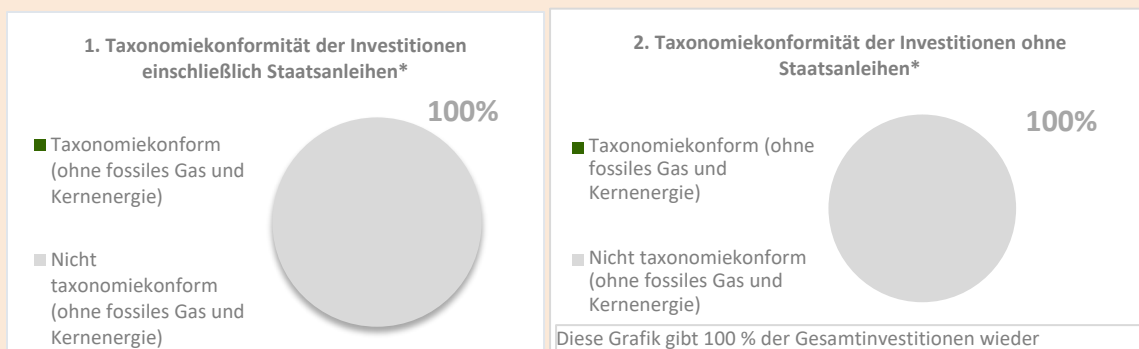 1. Taxonomiekonformität der Investitionen
einschließlich Staatsanleihen*
100%
Taxonomiekonform
(ohne fossiles Gas und
Kernenergie)
Nicht
taxonomiekonform
(ohne fossiles Gas und
Kernenergie)
2. Taxonomiekonformität der Investitionen ohne
Staatsanleihen*
100%
Taxonomiekonform (ohne
fossiles Gas und
Kernenergie)
Nicht taxonomiekonform
(ohne fossiles Gas und
Kernenergie)
Diese Grafik gibt 100 % der Gesamtinvestitionen wieder